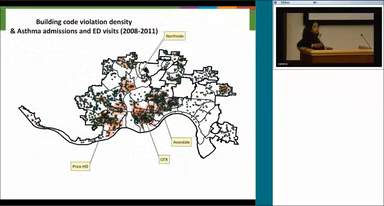 Building code violation density
& Asthma admissions and ED visits (2008-2011)
Northside
Avondale
OTR
Price Hill